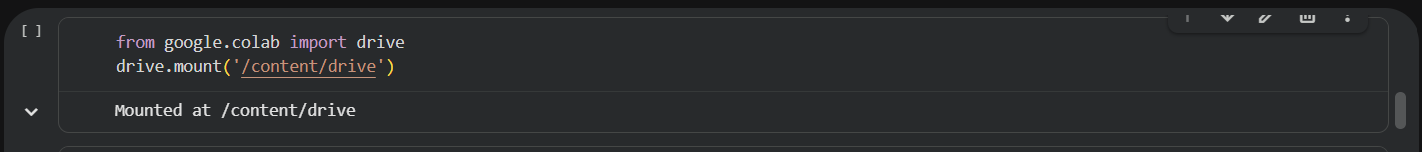 [ ]
from google.colab import drive
drive.mount('/content/drive')
Mounted at /content/drive